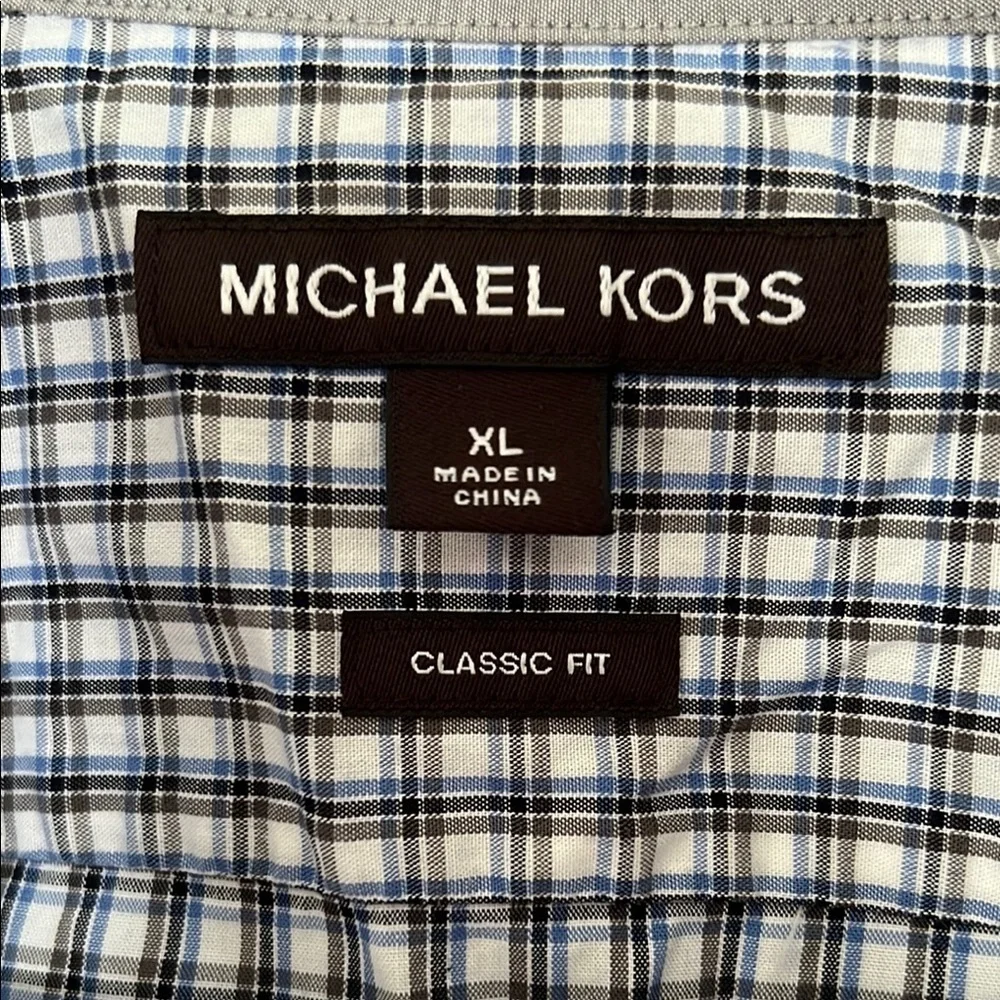 MICHAEL KORS
XL
MADE IN
CHINA
CLASSIC FIT